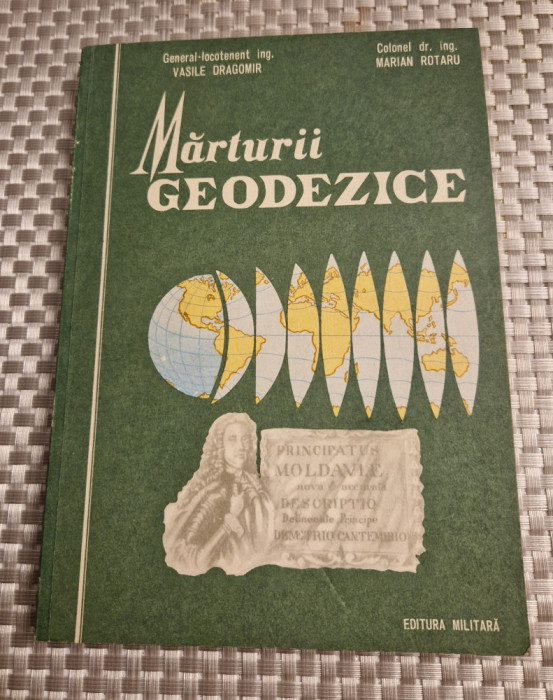 General-locotenent ing.
VASILE DRAGOMIR
Colonel dr. ing.
MARIAN ROTARU
Mărturii
GEODEZICE
PRINCIPATUS
MOLDAVIÆ
nova & accurata
DESCRIPTIO
Delineante Principe
DEMETRIO CANTEMIRIO
EDITURA MILITARĂ